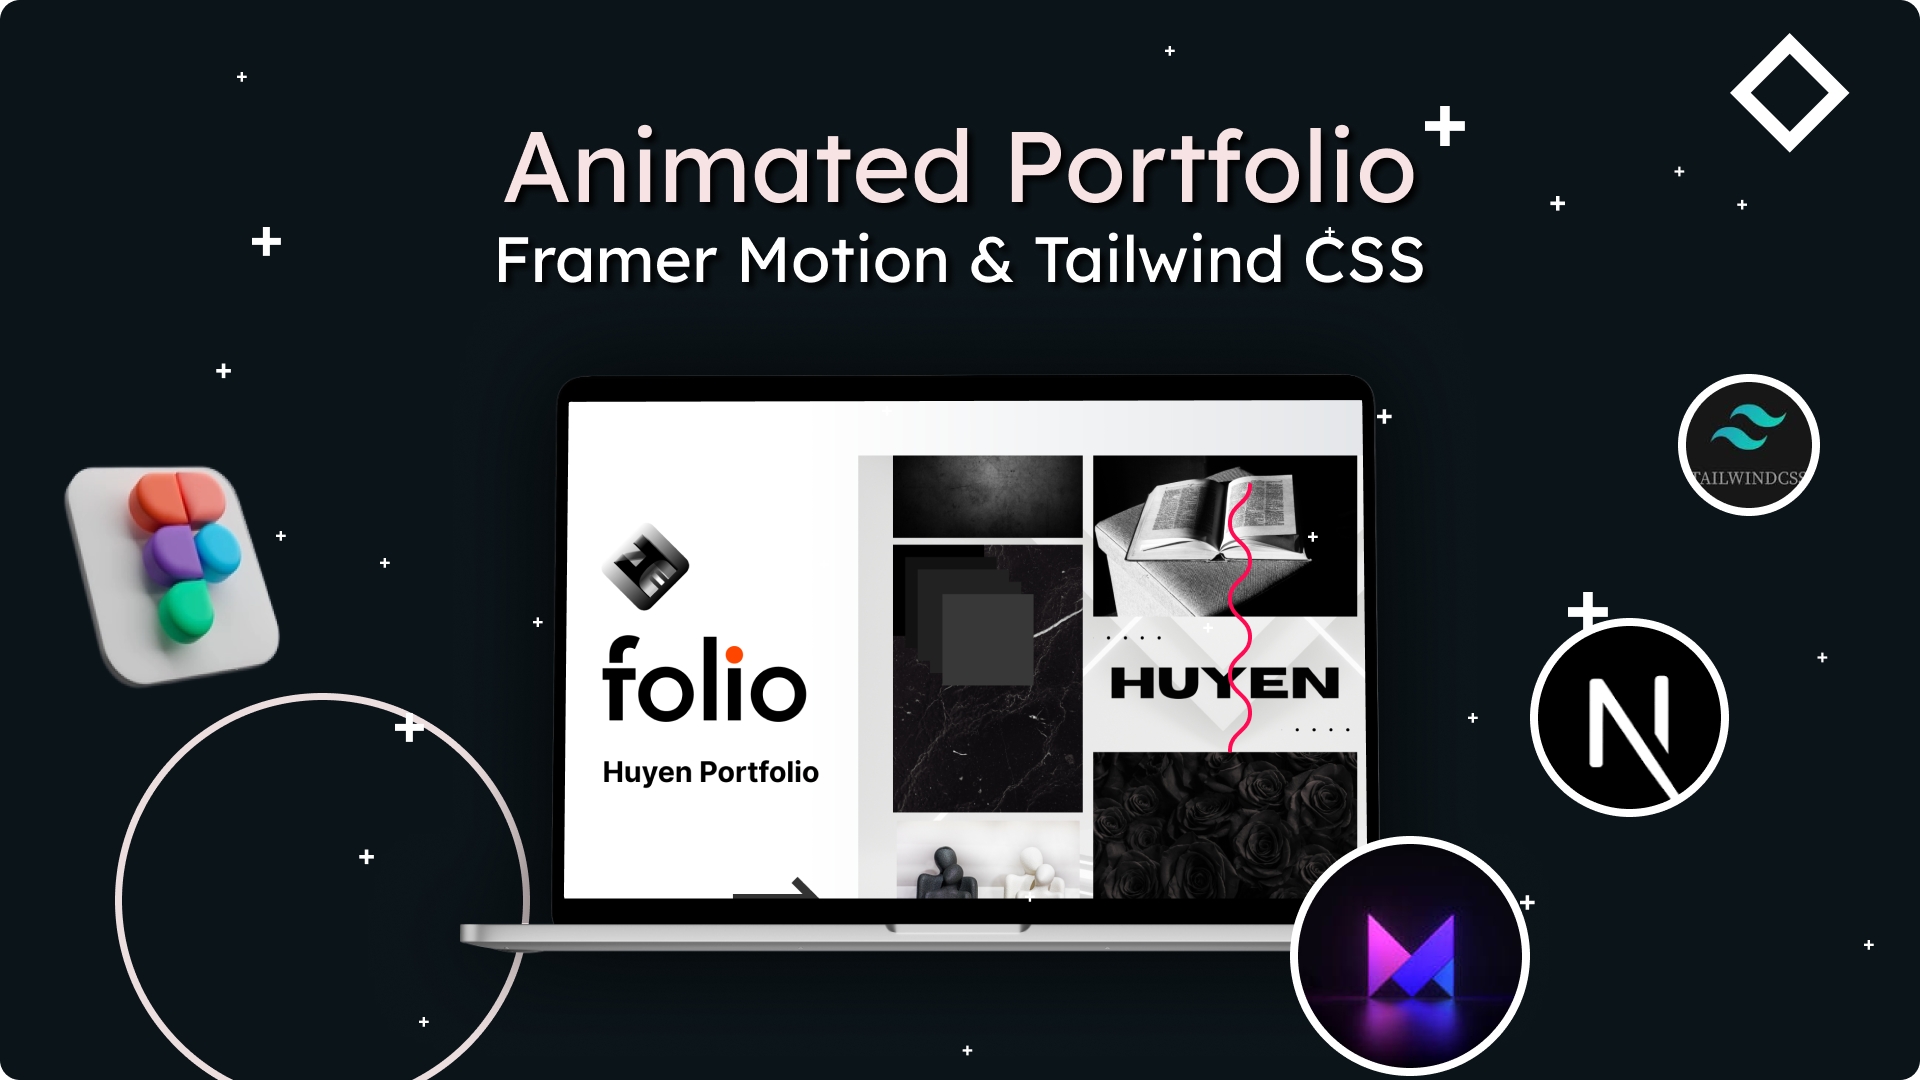 Animated Portfolio
Framer Motion & Tailwind CSS
folio
Huyen Portfolio
HUYEN
TAILWINDCSS